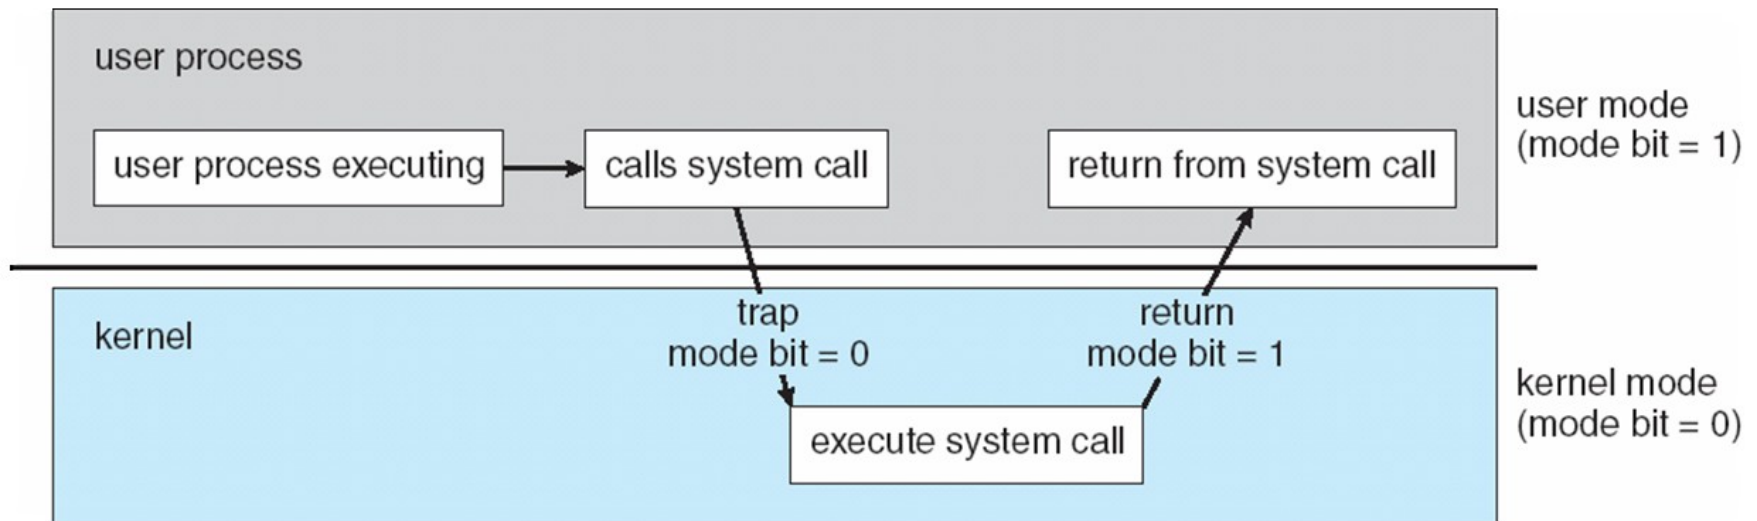 user process
user process executing
calls system call
return from system call
user mode
(mode bit = 1)
kernel
trap
mode bit = 0
return
mode bit = 1
execute system call
kernel mode
(mode bit = 0)